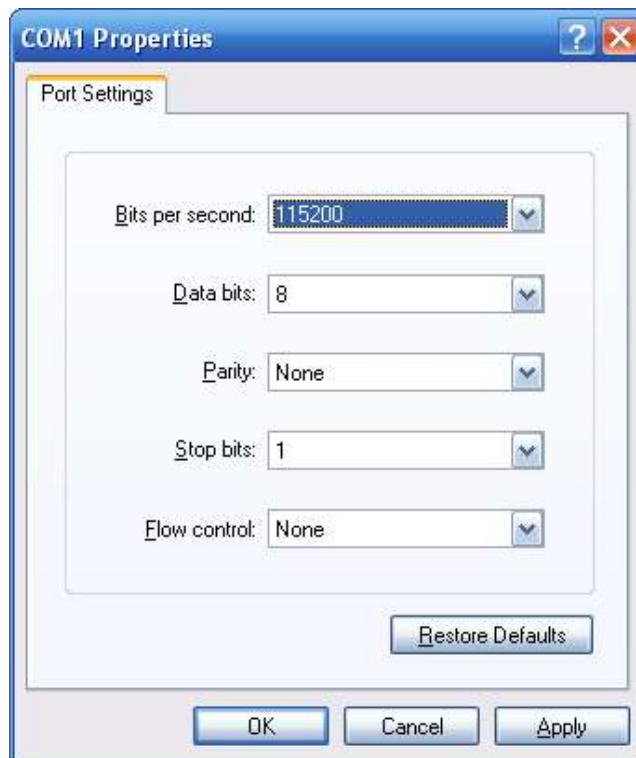 COM1 Properties
Port Settings
Bits per second: 115200
Data bits: 8
Parity: None
Stop bits: 1
Flow control: None
Restore Defaults
OK Cancel Apply